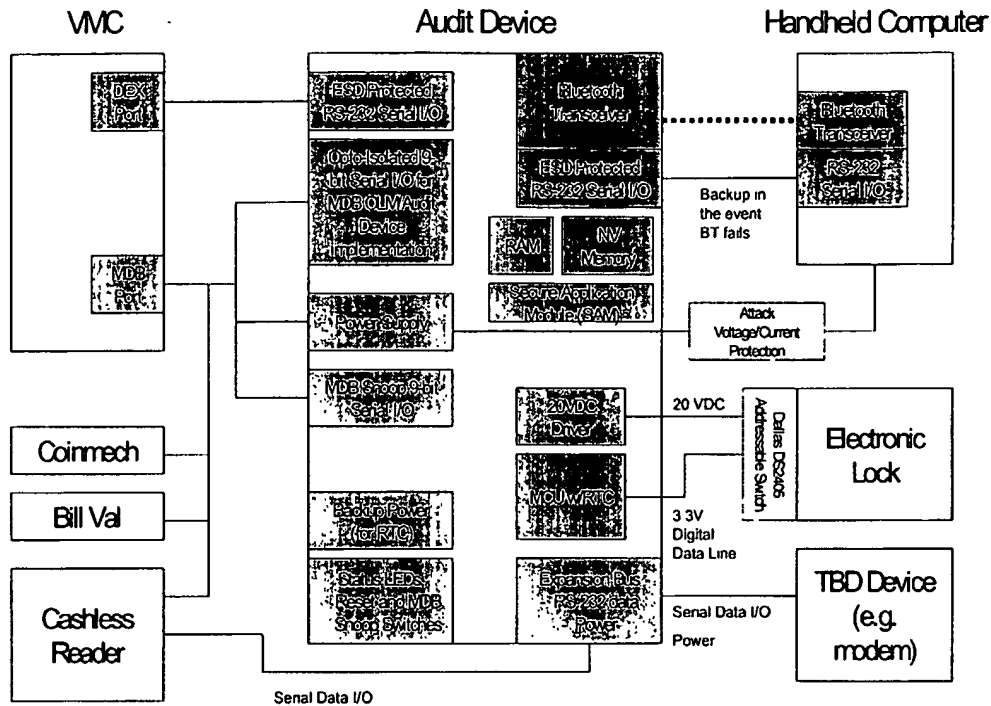 VMC
Audit Device
Handheld Computer
DEX
Port
MDB
Port
Coinmech
Bill Val
Cashless
Reader
ESD Protected
RS-232 Serial I/O
Opto-Isolated 9-
bit Serial I/O for
MDB CLM/Audit
Device
Implementation
Power Supply
MDB Snoop 9-bit
Serial I/O
Backup Power
(for RTC)
Status LEDs,
Reset and MDB
Snoop Switches
Bluetooth
Transceiver
ESD Protected
RS-232 Serial I/O
RAM
NV
Memory
Secure Application
Module (SAM)
20VDC
Driver
MCU W/RTC
Expansion Bus
RS-232 data
Power
Bluetooth
Transceiver
RS-232
Serial I/O
Backup in
the event
BT fails
Attack
Voltage/Current
Protection
20 VDC
Dallas DS2405
Addressable Switch
Electronic
Lock
3 3V
Digital
Data Line
Serial Data I/O
Power
TBD Device
(e.g.
modem)
Serial Data I/O